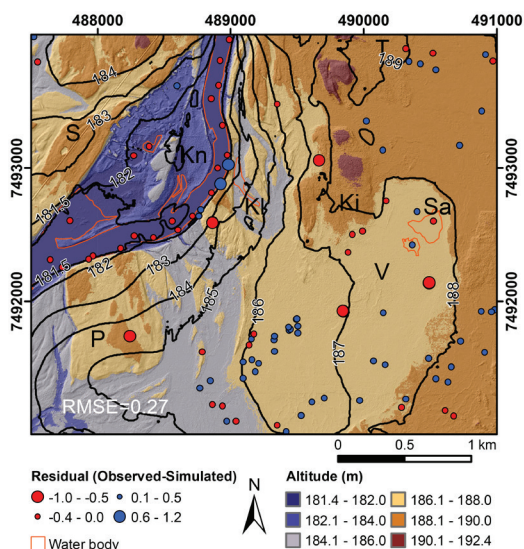 488000 489000 490000 491000
7493000
7492000
7493000
7492000
184
183
182
181.5
181.5
182
183
184
185
186
187
188
189
S
Kn
Kl
Ki
Sa
V
P
T
RMSE=0.27
0 0.5 1 km
Residual (Observed-Simulated)
-1.0 - -0.5
0.1 - 0.5
-0.4 - 0.0
0.6 - 1.2
Water body
N
Altitude (m)
181.4 - 182.0
186.1 - 188.0
182.1 - 184.0
188.1 - 190.0
184.1 - 186.0
190.1 - 192.4